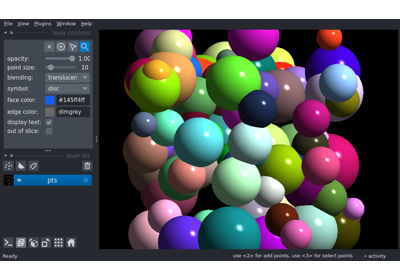 File View Plugins Window Help
layer controls
opacity: 1.00
point size: 10
blending: translucen
symbol: disc
face color: #145ff4ff
edge color: dimgrey
display text:
out of slice:
layer list
pts
Ready use <2> for add points, use <3> for select points activity